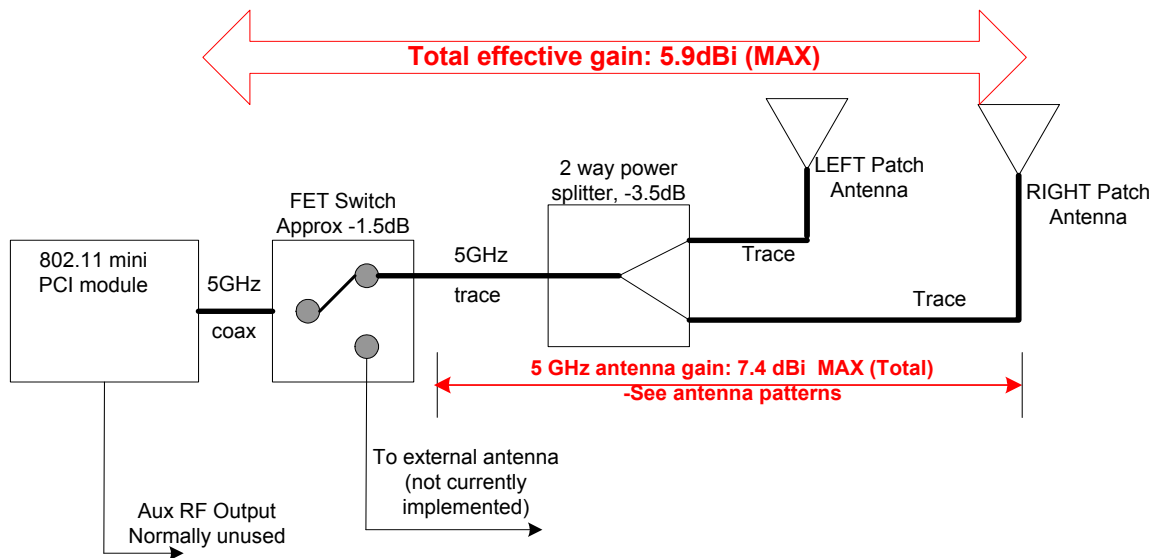 Total effective gain: 5.9dBi (MAX)
2 way power
splitter, -3.5dB
LEFT Patch
Antenna
RIGHT Patch
Antenna
FET Switch
Approx -1.5dB
802.11 mini
PCI module
5GHz
coax
5GHz
trace
Trace
Trace
5 GHz antenna gain: 7.4 dBi  MAX (Total)
-See antenna patterns
To external antenna
(not currently
implemented)
Aux RF Output
Normally unused